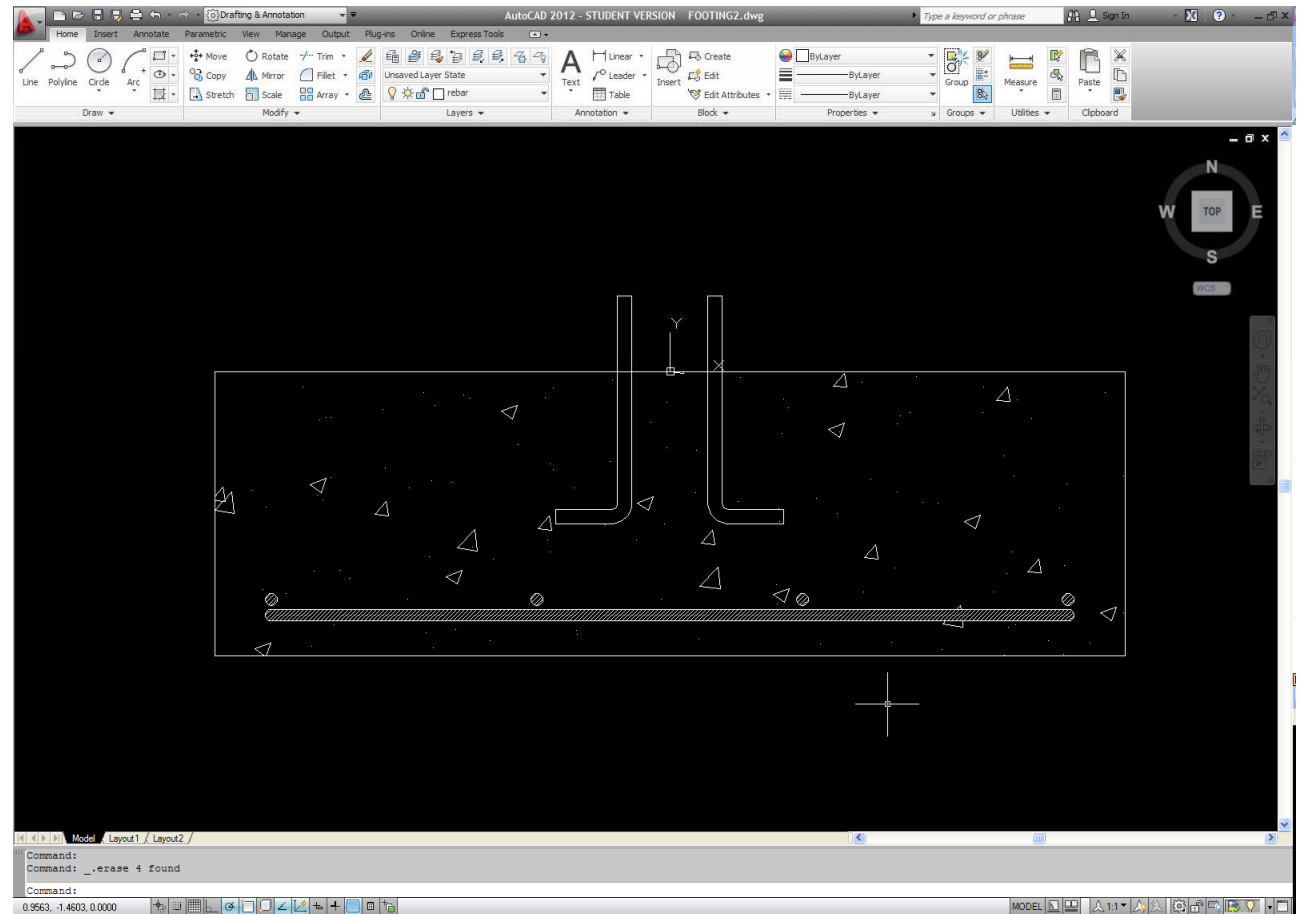 Drafting & Annotation
AutoCAD 2012 - STUDENT VERSION FOOTING2.dwg
Type a keyword or phrase
Sign In
Home Insert Annotate Parametric View Manage Output Plug-ins Online Express Tools
Line Polyline Circle Arc
Move Rotate Trim
Copy Mirror Fillet
Stretch Scale Array
Unsaved Layer State
rebar
Text
Linear
Leader
Table
Insert
Create
Edit
Edit Attributes
ByLayer
ByLayer
ByLayer
Group
Measure
Paste
Draw Modify Layers Annotation Block Properties Groups Utilities Clipboard
N
W TOP E
S
WCS
Y
X
Model Layout1 Layout2
Command:
Command: _.erase 4 found
Command:
0.9563, -1.4603, 0.0000
MODEL
1:1